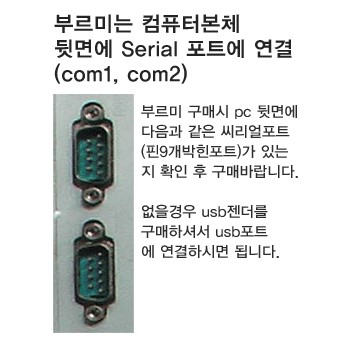 부르미는 컴퓨터본체
뒷면에 Serial 포트에 연결
(com1, com2)
부르미 구매시 pc 뒷면에
다음과 같은 씨리얼포트
(핀9개박힌포트)가 있는
지 확인 후 구매바랍니다.
없을경우 usb젠더를
구매하셔서 usb포트
에 연결하시면 됩니다.